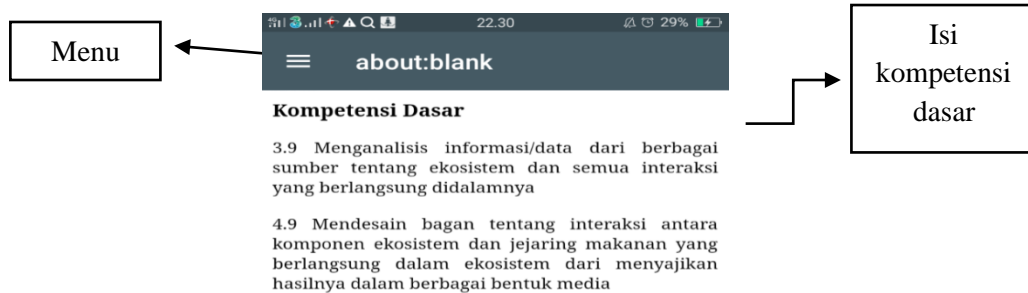 Menu
22.30
29%
about:blank
Isi
kompetensi
dasar
Kompetensi Dasar
3.9 Menganalisis informasi/data dari berbagai
sumber tentang ekosistem dan semua interaksi
yang berlangsung didalamnya
4.9 Mendesain bagan tentang interaksi antara
komponen ekosistem dan jejaring makanan yang
berlangsung dalam ekosistem dari menyajikan
hasilnya dalam berbagai bentuk media